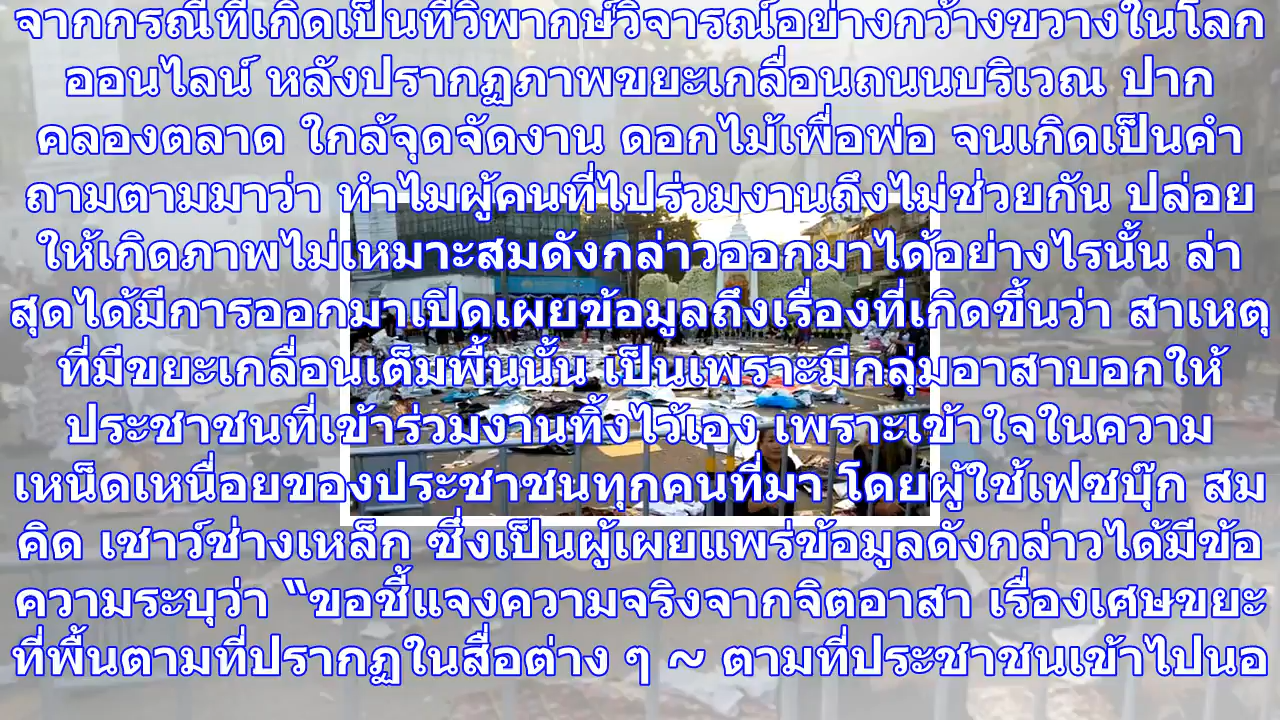 จากกรณีที่เกิดเป็นที่วิพากษ์วิจารณ์อย่างกว้างขวางในโลก
ออนไลน์ หลังปรากฏภาพขยะเกลื่อนถนนบริเวณ ปาก
คลองตลาด ใกล้จุดจัดงาน ดอกไม้เพื่อพ่อ จนเกิดเป็นคำ
ถามตามมาว่า ทำไมผู้คนที่ไปร่วมงานถึงไม่ช่วยกัน ปล่อย
ให้เกิดภาพไม่เหมาะสมดังกล่าวออกมาได้อย่างไรนั้น ล่า
สุดได้มีการออกมาเปิดเผยข้อมูลถึงเรื่องที่เกิดขึ้นว่า สาเหตุ
ที่มีขยะเกลื่อนเต็มพื้นนั้น เป็นเพราะมีกลุ่มอาสาบอกให้
ประชาชนที่เข้าร่วมงานทิ้งไว้เอง เพราะเข้าใจในความ
เหน็ดเหนื่อยของประชาชนทุกคนที่มา โดยผู้ใช้เฟซบุ๊ก สม
คิด เชาว์ช่างเหล็ก ซึ่งเป็นผู้เผยแพร่ข้อมูลดังกล่าวได้มีข้อ
ความระบุว่า “ขอชี้แจงความจริงจากจิตอาสา เรื่องเศษขยะ
ที่พื้นตามที่ปรากฏในสื่อต่าง ๆ ~ ตามที่ประชาชนเข้าไปนอ